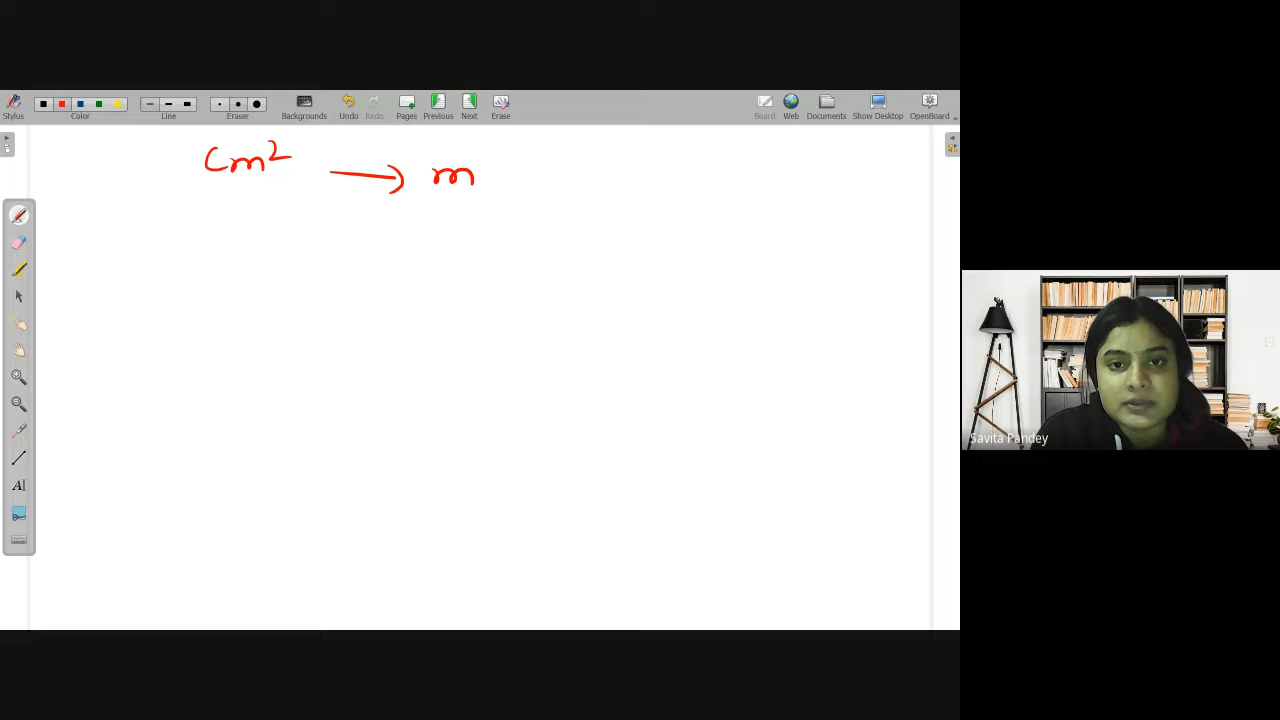 Stylus Color Line Eraser Backgrounds Undo Redo Pages Previous Next Erase Board Web Documents Show Desktop OpenBoard
cm² → m
Savita Pandey